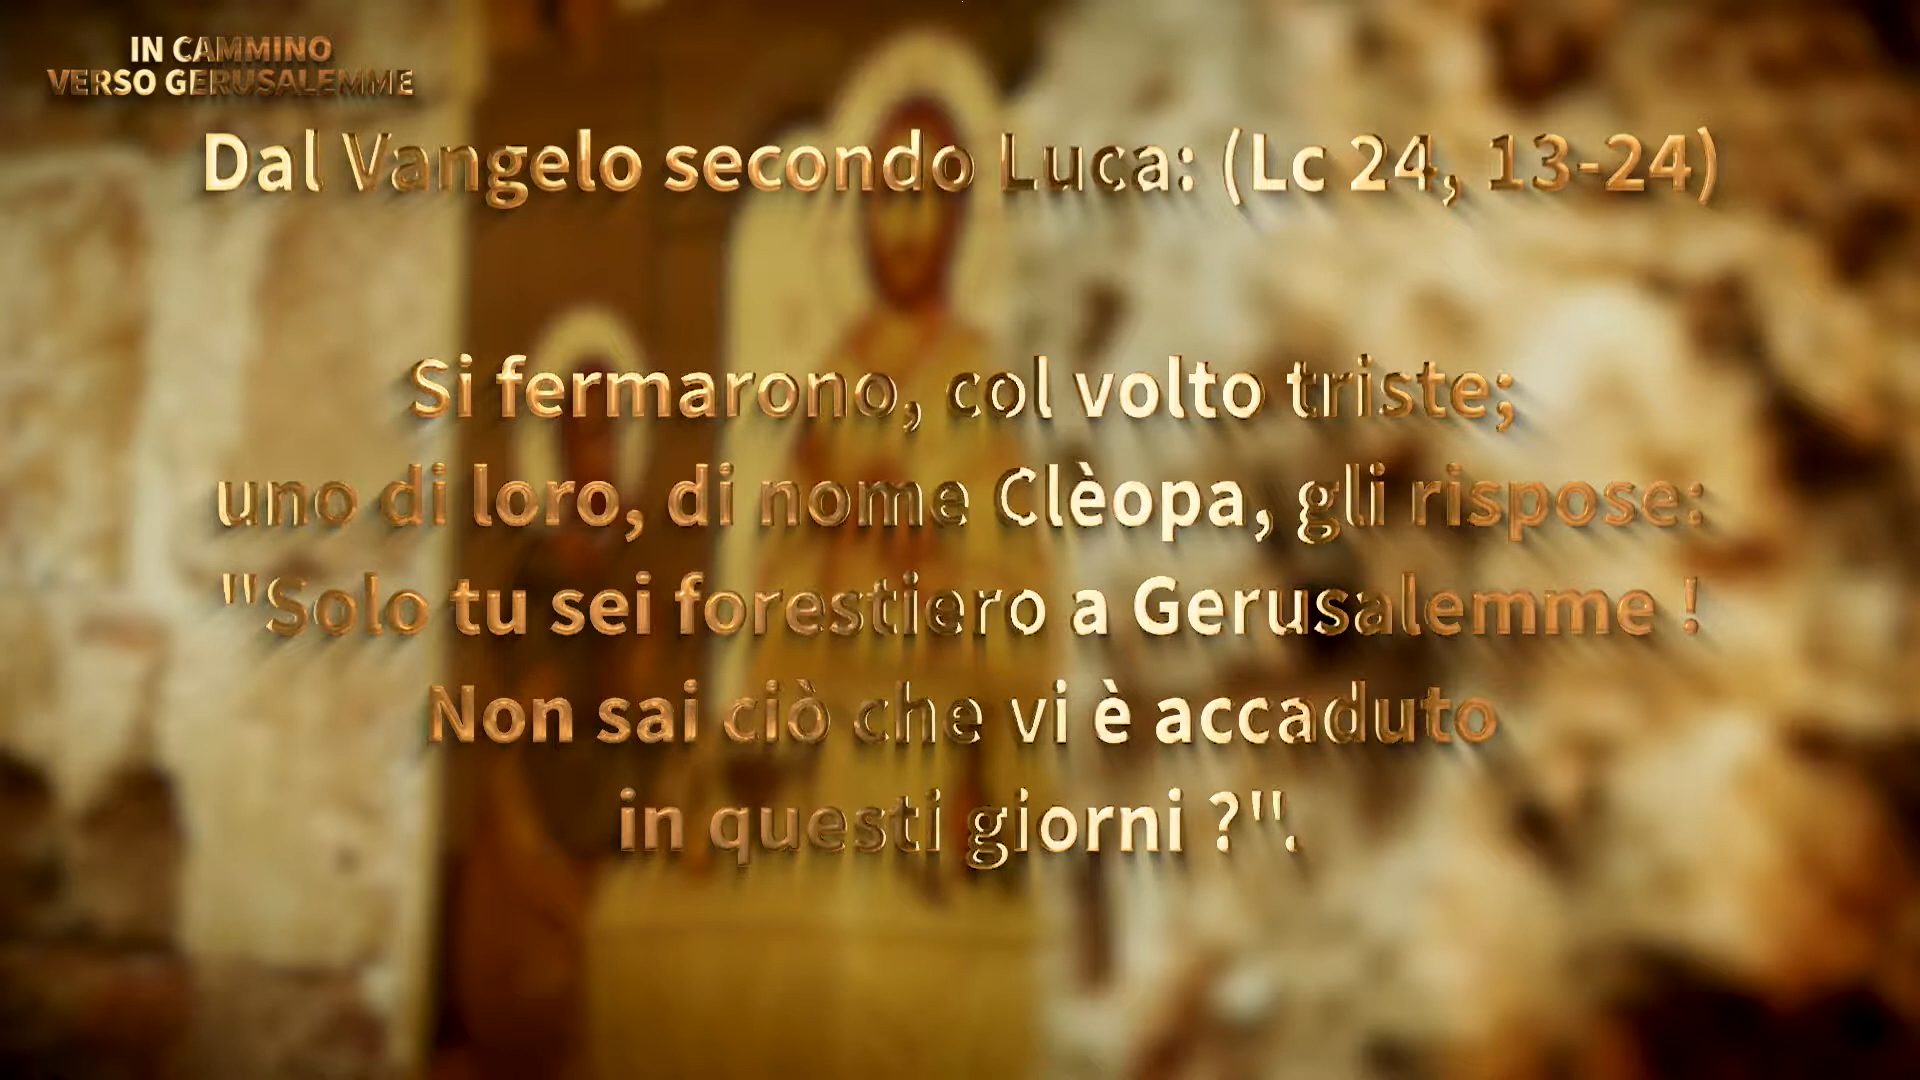 IN CAMMINO
VERSO GERUSALEMME
Dal Vangelo secondo Luca: (Lc 24, 13-24)
Si fermarono, col volto triste;
uno di loro, di nome Clèopa, gli rispose:
"Solo tu sei forestiero a Gerusalemme !
Non sai ciò che vi è accaduto
in questi giorni ?".